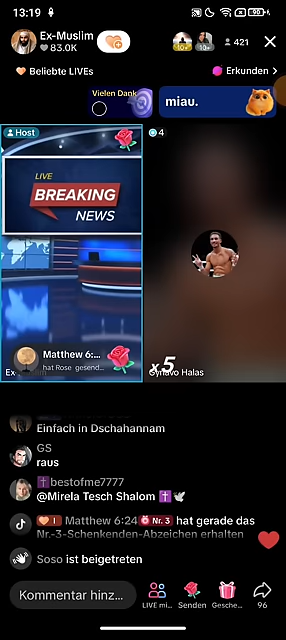 13:19
Ex-Muslim
83.0K
10+
10+
421
Beliebte LIVEs
Erkunden >
Vielen Dank
miau.
Host
4
LIVE
BREAKING
NEWS
Matthew 6:...
hat Rose gesend...
x5
Halas
Einfach in Dschahannam
GS
raus
bestofme7777
@Mirela Tesch Shalom ✝️🕊️
Matthew 6:24 Nr. 3 hat gerade das
Nr.-3-Schenkenden-Abzeichen erhalten
Soso ist beigetreten
Kommentar hinz...
LIVE mi...
Senden
Gesche...
96